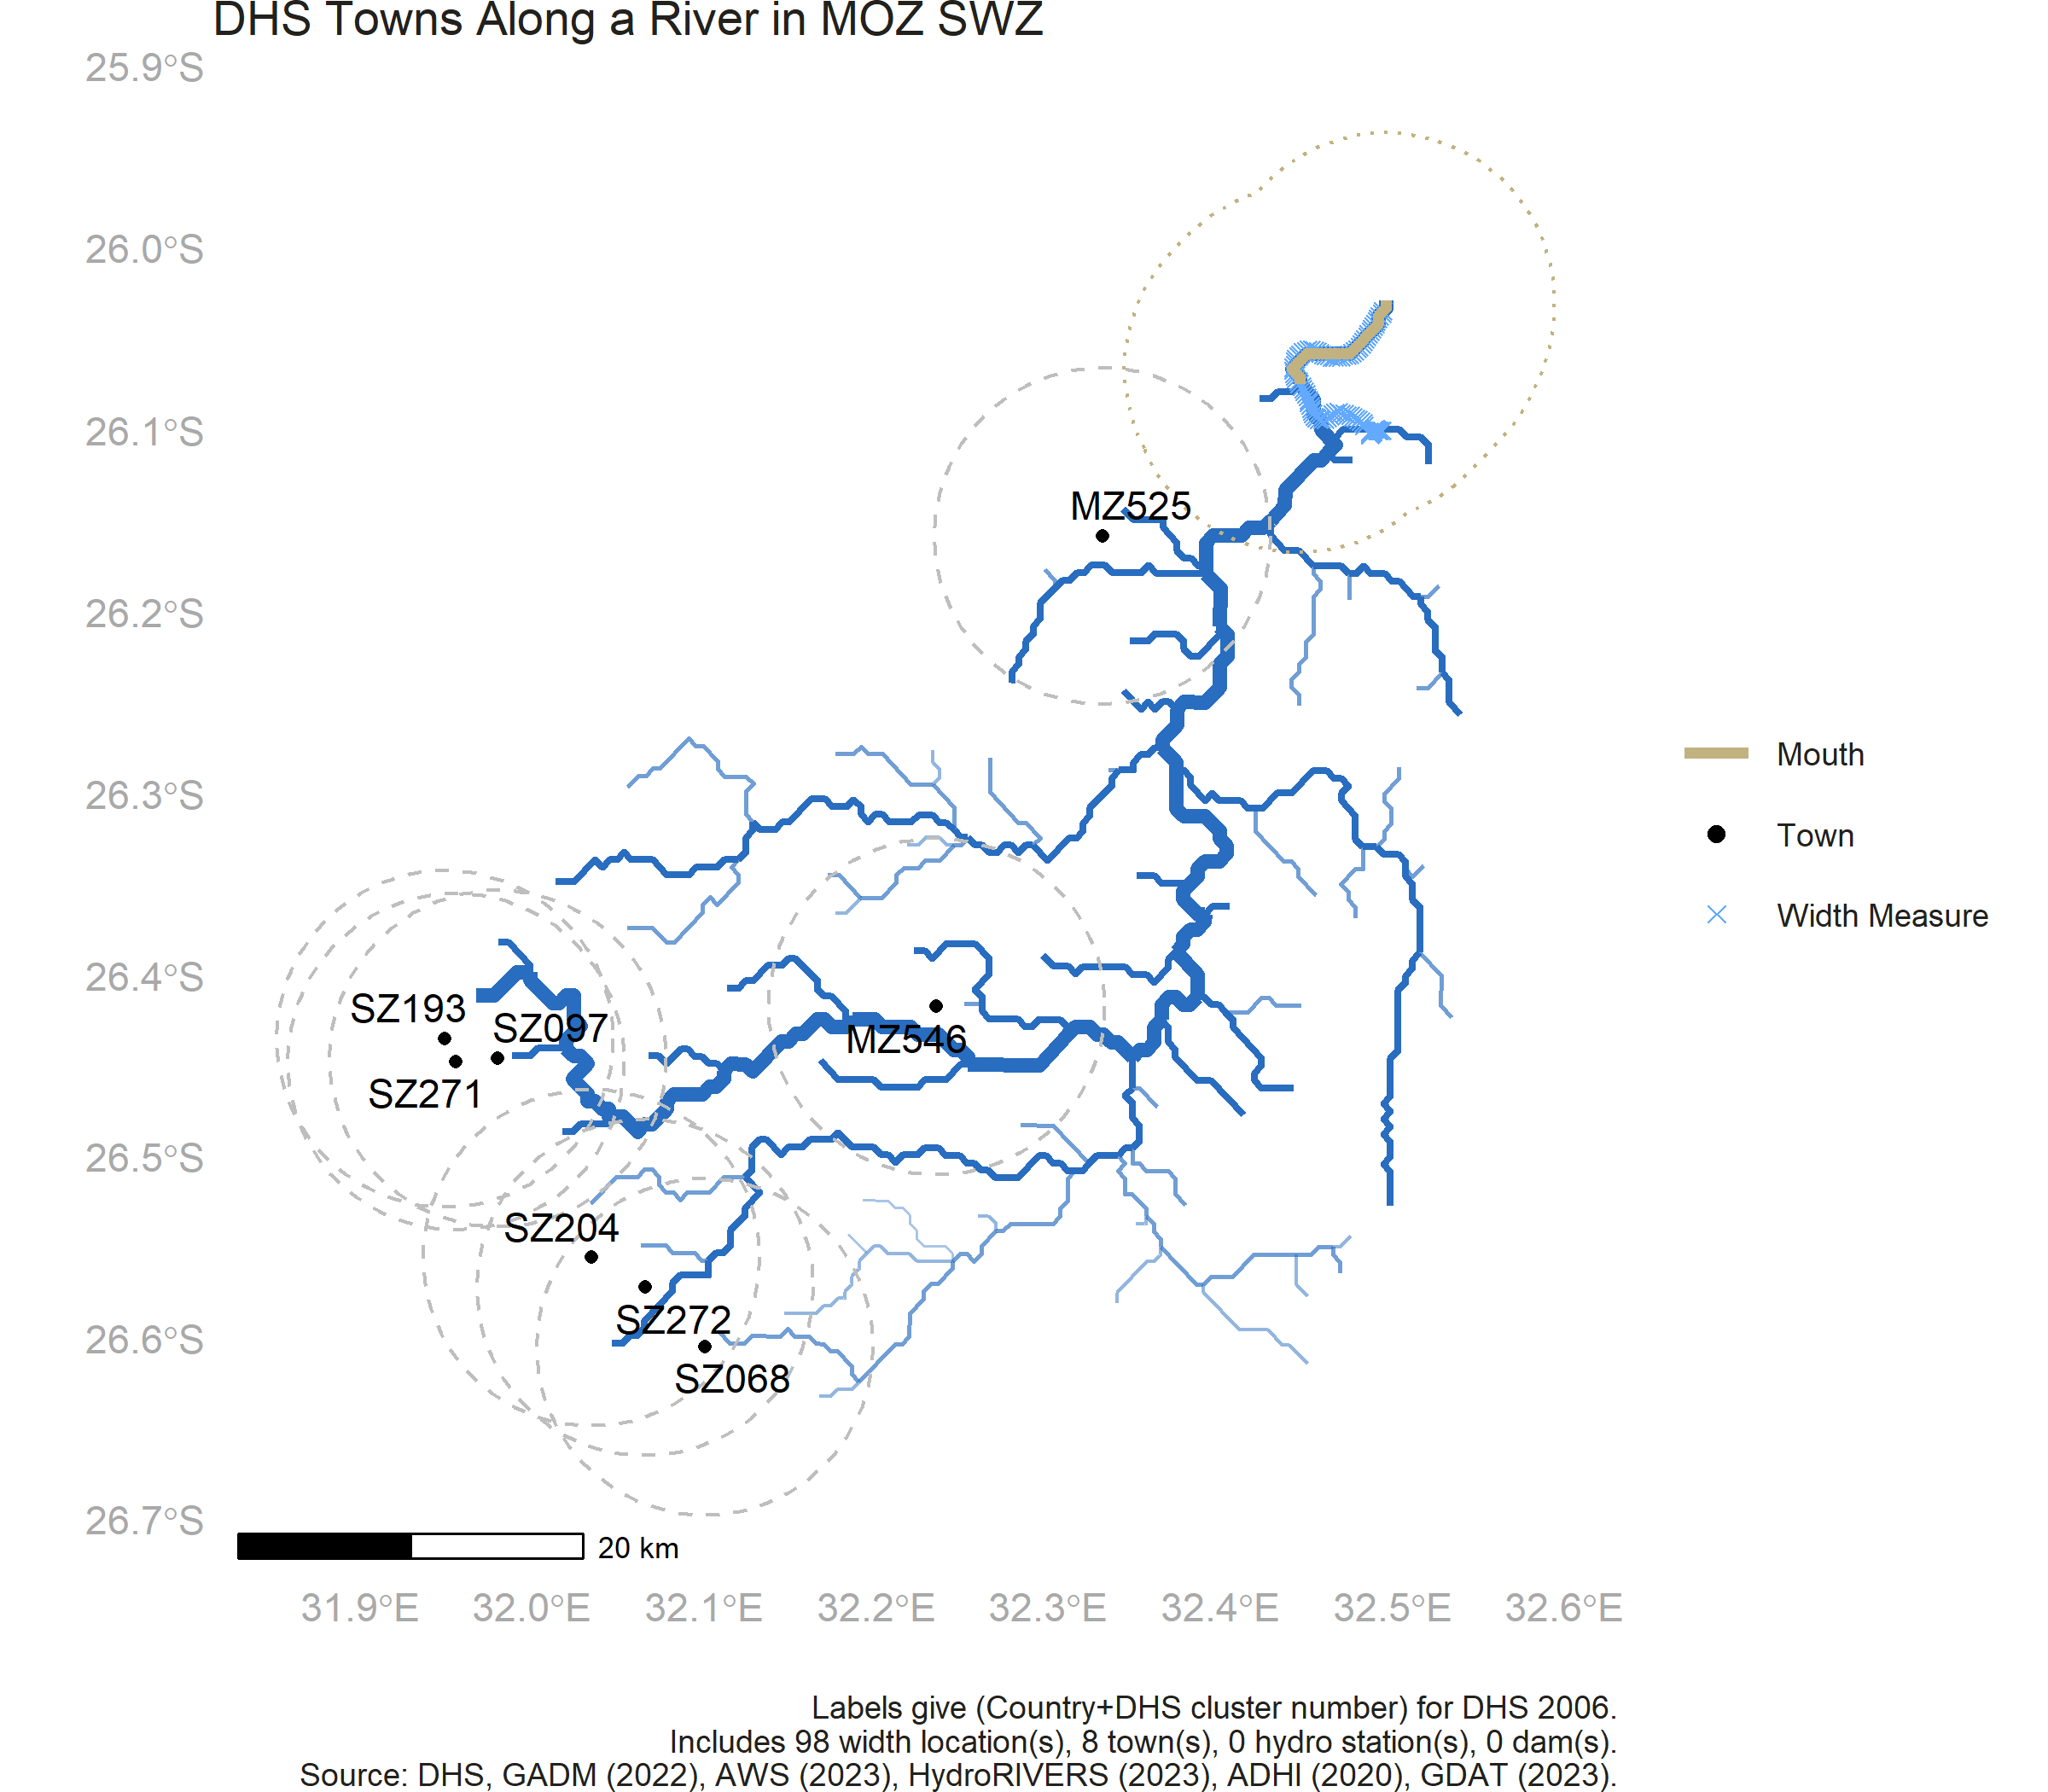 DHS Towns Along a River in MOZ SWZ
25.9°S
26.0°S
26.1°S
26.2°S
26.3°S
26.4°S
26.5°S
26.6°S
26.7°S
MZ525
SZ193
SZ097
MZ546
SZ271
SZ204
SZ272
SZ068
Mouth
Town
Width Measure
20 km
31.9°E
32.0°E
32.1°E
32.2°E
32.3°E
32.4°E
32.5°E
32.6°E
Labels give (Country+DHS cluster number) for DHS 2006.
Includes 98 width location(s), 8 town(s), 0 hydro station(s), 0 dam(s).
Source: DHS, GADM (2022), AWS (2023), HydroRIVERS (2023), ADHI (2020), GDAT (2023).